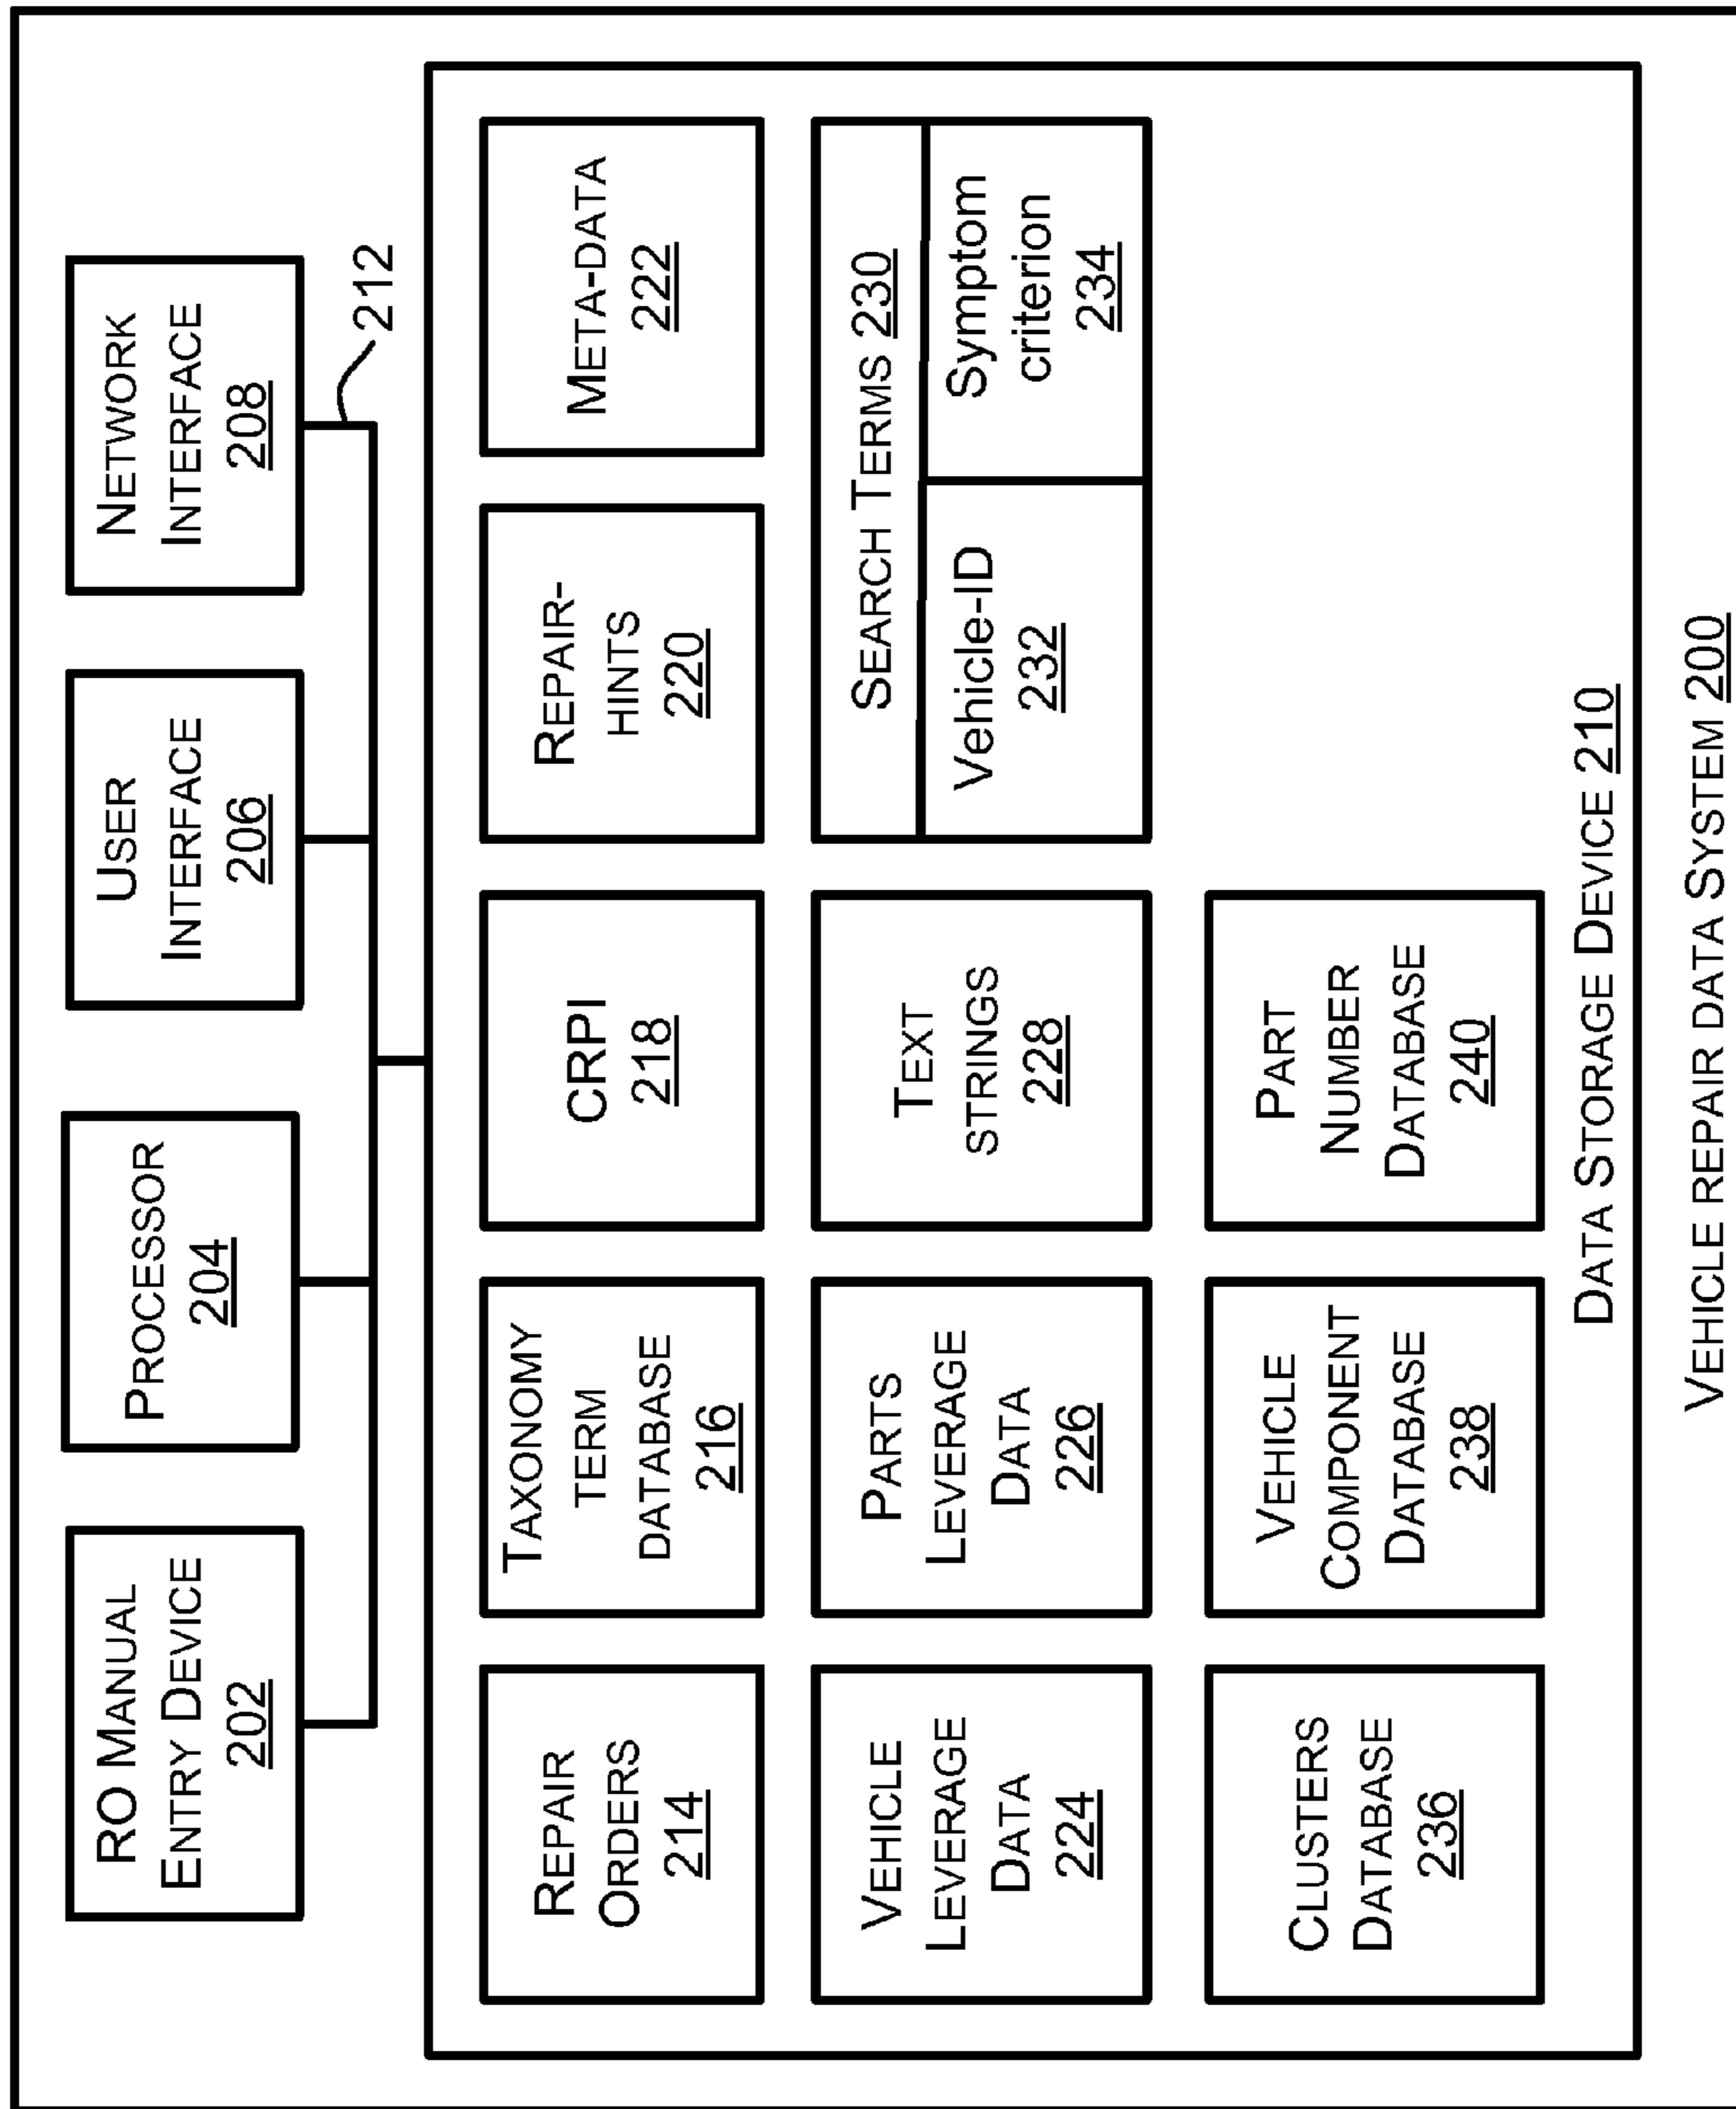 RO MANUAL
ENTRY DEVICE
202
PROCESSOR
204
USER
INTERFACE
206
NETWORK
INTERFACE
208
212
REPAIR
ORDERS
214
TAXONOMY
TERM
DATABASE
216
CRPI
218
REPAIR-
HINTS
220
META-DATA
222
VEHICLE
LEVERAGE
DATA
224
PARTS
LEVERAGE
DATA
226
TEXT
STRINGS
228
SEARCH TERMS 230
Vehicle-ID
232
Symptom
criterion
234
CLUSTERS
DATABASE
236
VEHICLE
COMPONENT
DATABASE
238
PART
NUMBER
DATABASE
240
DATA STORAGE DEVICE 210
VEHICLE REPAIR DATA SYSTEM 200